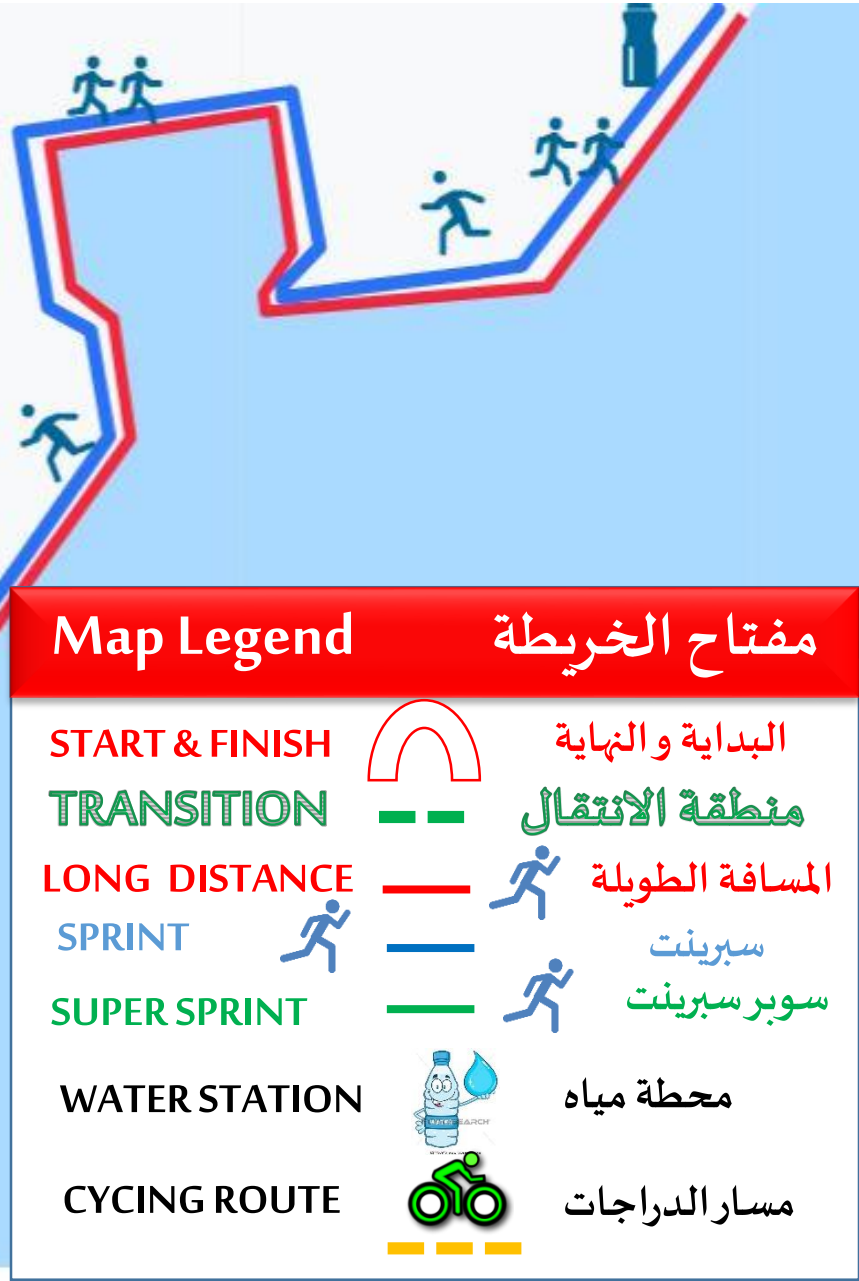 Map Legend مفتاح الخريطة
START & FINISH البداية والنهاية
TRANSITION منطقة الانتقال
LONG DISTANCE المسافة الطويلة
SPRINT سبرينت
SUPER SPRINT سوبر سبرينت
WATER STATION محطة مياه
CYCING ROUTE مسار الدراجات